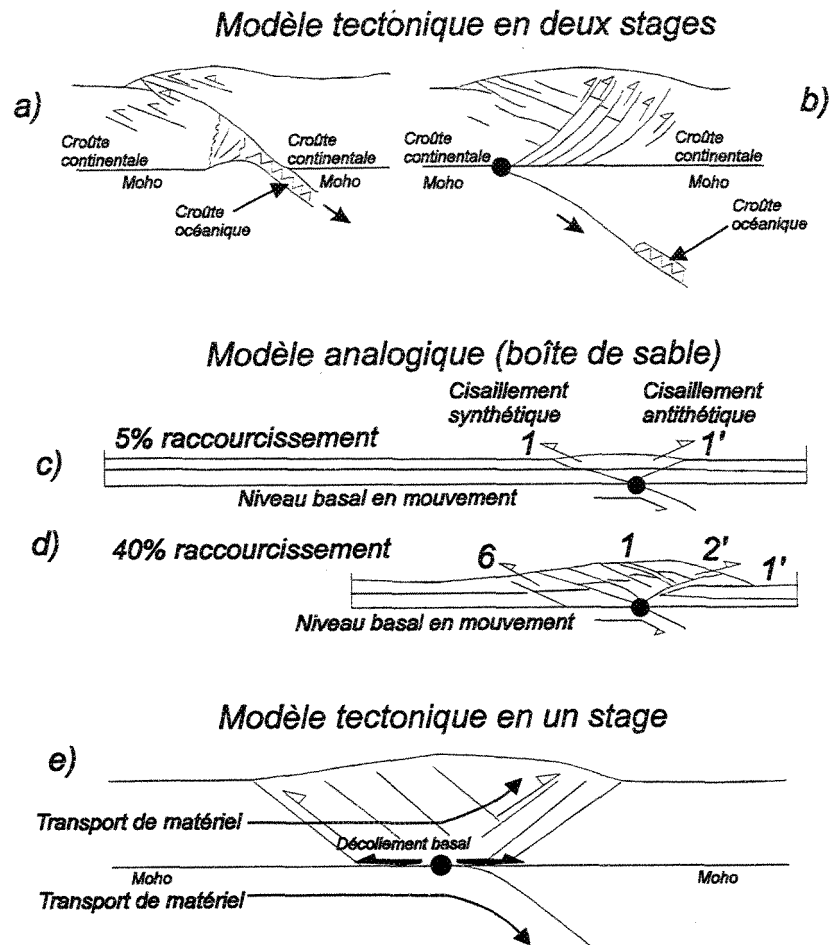 Modèle tectonique en deux stages
a)
b)
Croûte
continentale
Croûte
continentale
Moho
Moho
Croûte
océanique
Croûte
continentale
Croûte
continentale
Moho
Moho
Croûte
océanique
Modèle analogique (boîte de sable)
Cisaillement
synthétique
Cisaillement
antithétique
5% raccourcissement
1
1'
c)
Niveau basal en mouvement
d)
40% raccourcissement
6
1
2'
1'
Niveau basal en mouvement
Modèle tectonique en un stage
e)
Transport de matériel
Décollement basal
Moho
Moho
Transport de matériel